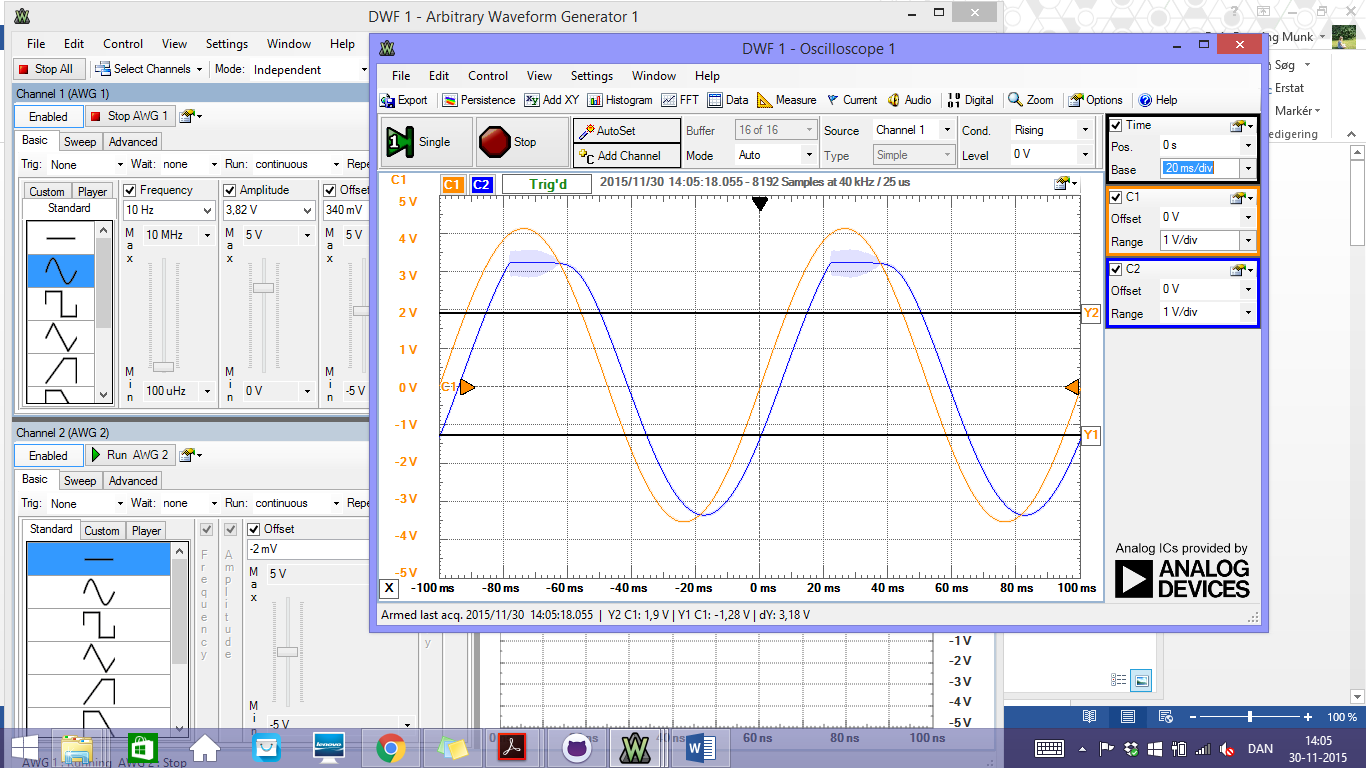 DWF 1 - Arbitrary Waveform Generator 1
File Edit Control View Settings Window Help
Stop All Select Channels Mode: Independent
Channel 1 (AWG 1)
Enabled Stop AWG 1
Basic Sweep Advanced
Trig: None Wait: none Run: continuous Repe
Custom Player
Standard
Frequency Amplitude Offset
10 Hz 3,82 V 340 mV
Max 10 MHz 5 V 5 V
Min 100 uHz 0 V -5 V
Channel 2 (AWG 2)
Enabled Run AWG 2
Basic Sweep Advanced
Trig: None Wait: none Run: continuous Repe
Standard Custom Player
Frequency
Amplitude
Offset
-2 mV
Max 5 V
Min -5 V
DWF 1 - Oscilloscope 1
File Edit Control View Settings Window Help
Export Persistence Add XY Histogram FFT Data Measure Current Audio Digital Zoom Options Help
Single Stop AutoSet
Add Channel
Buffer 16 of 16 Source Channel 1 Cond. Rising
Mode Auto Type Simple Level 0 V
C1 C1 C2 Trig'd 2015/11/30 14:05:18.055 - 8192 Samples at 40 kHz / 25 us
5 V
4 V
3 V
2 V
1 V
0 V
-1 V
-2 V
-3 V
-4 V
-5 V
C1
Y2
Y1
X -100 ms -80 ms -60 ms -40 ms -20 ms 0 ms 20 ms 40 ms 60 ms 80 ms 100 ms
Armed last acq. 2015/11/30 14:05:18.055 | Y2 C1: 1,9 V | Y1 C1: -1,28 V | dY: 3,18 V
Time
Pos. 0 s
Base 20 ms/div
C1
Offset 0 V
Range 1 V/div
C2
Offset 0 V
Range 1 V/div
Analog ICs provided by
ANALOG
DEVICES
Munk
Søg
Erstat
Markér
edigering
y
-1 V
-2 V
-3 V
-4 V
-5 V
60 ms 80 ms 100 ms
100 %
lenovo
DAN
14:05
30-11-2015
AWG 1: Running AWG 2: Stop